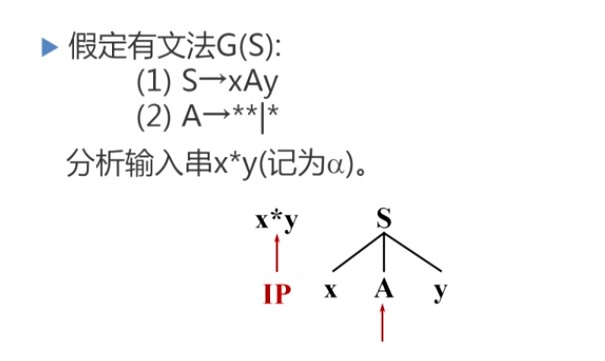 假定有文法G(S):
(1) S→xAy
(2) A→**|*
分析输入串x*y(记为α)。
x*y
S
IP
x A y